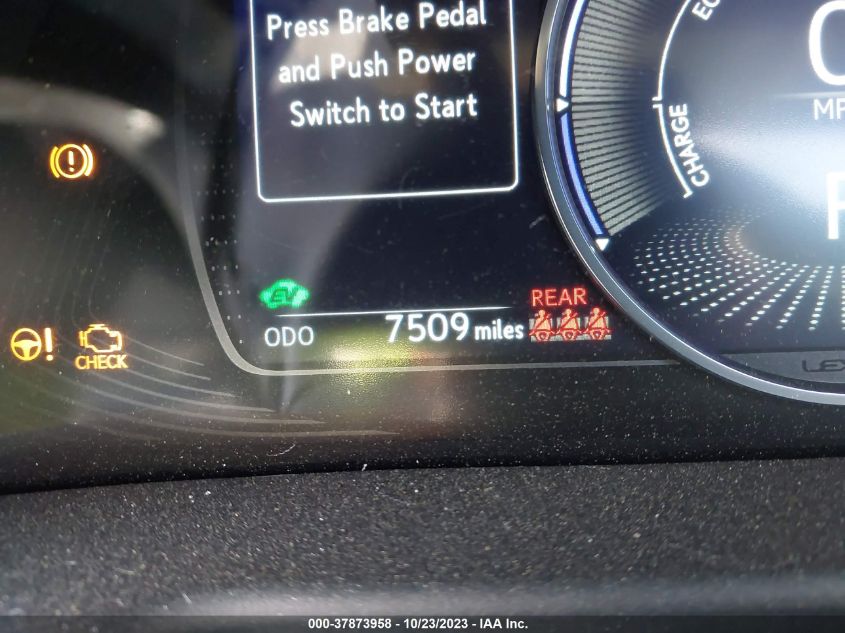 Press Brake Pedal
and Push Power
Switch to Start
CHARGE
EV
REAR
ODO 7509 miles
CHECK
000-37873958 - 10/23/2023 - IAA Inc.